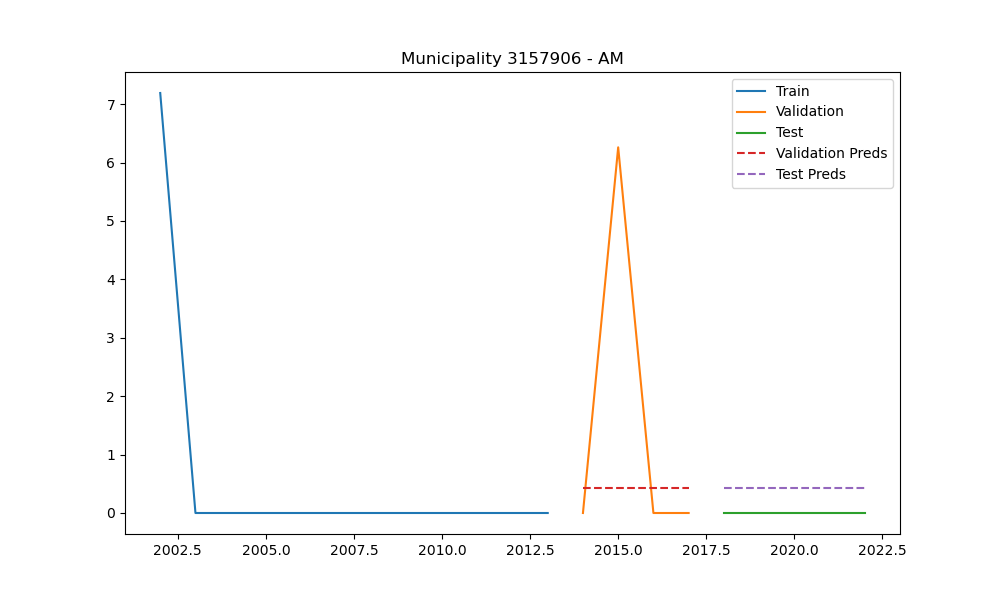 Municipality 3157906 - AM
Train
Validation
Test
Validation Preds
Test Preds
7
6
5
4
3
2
1
0
2002.5 2005.0 2007.5 2010.0 2012.5 2015.0 2017.5 2020.0 2022.5